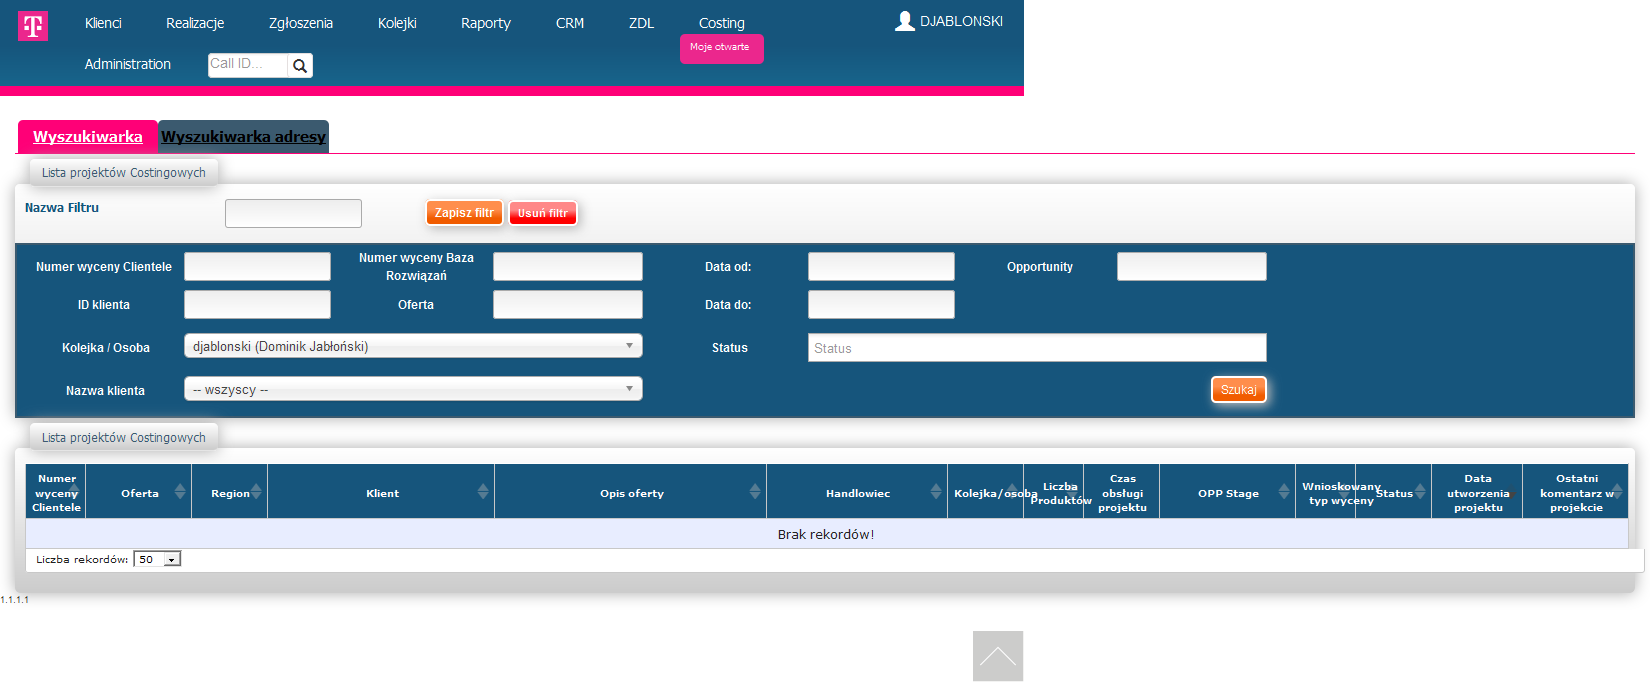 T
Klienci Realizacje Zgłoszenia Kolejki Raporty CRM ZDL Costing DJABLONSKI
Moje otwarte
Administration Call ID...
Wyszukiwarka Wyszukiwarka adresy
Lista projektów Costingowych
Nazwa Filtru Zapisz filtr Usuń filtr
Numer wyceny Clientele Numer wyceny Baza Rozwiązań Data od: Opportunity
ID klienta Oferta Data do:
Kolejka / Osoba djablonski (Dominik Jabłoński) Status Status
Nazwa klienta -- wszyscy -- Szukaj
Lista projektów Costingowych
Numer wyceny Clientele Oferta Region Klient Opis oferty Handlowiec Kolejka/osoba Liczba Produktów Czas obsługi projektu OPP Stage Wnioskowany typ wyceny Status Data utworzenia projektu Ostatni komentarz w projekcie
Brak rekordów!
Liczba rekordów: 50
1.1.1.1